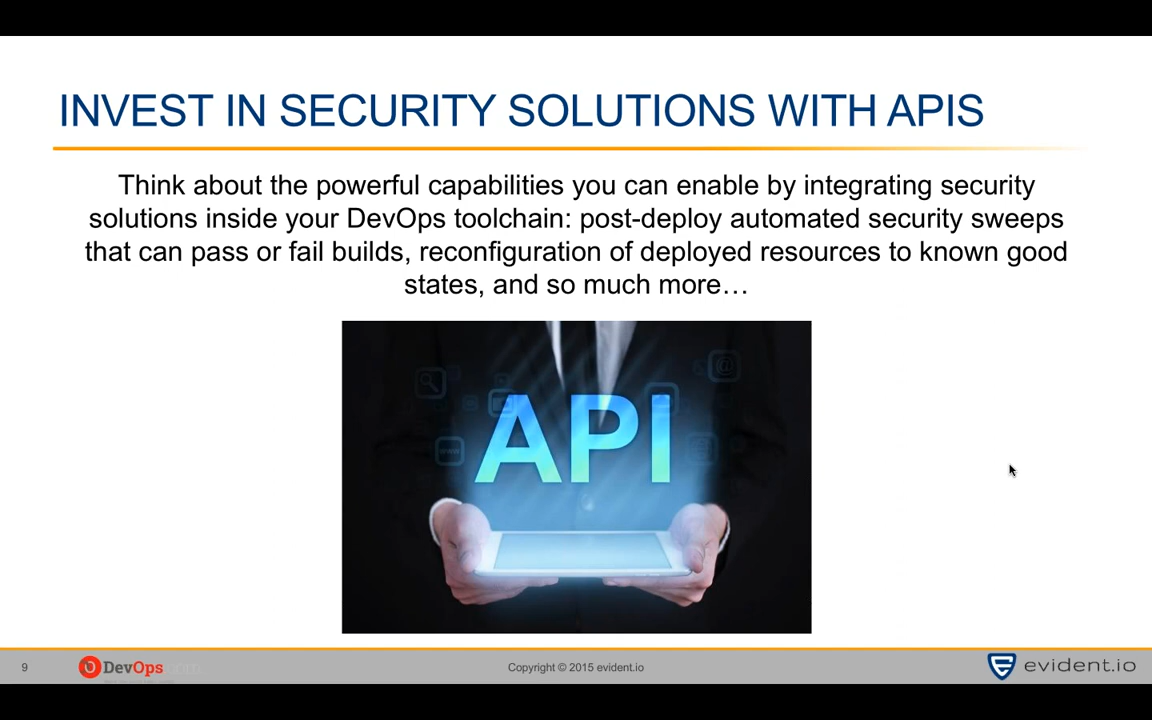 INVEST IN SECURITY SOLUTIONS WITH APIS
Think about the powerful capabilities you can enable by integrating security
solutions inside your DevOps toolchain: post-deploy automated security sweeps
that can pass or fail builds, reconfiguration of deployed resources to known good
states, and so much more…
API
9
DevOps.com
Copyright © 2015 evident.io
evident.io